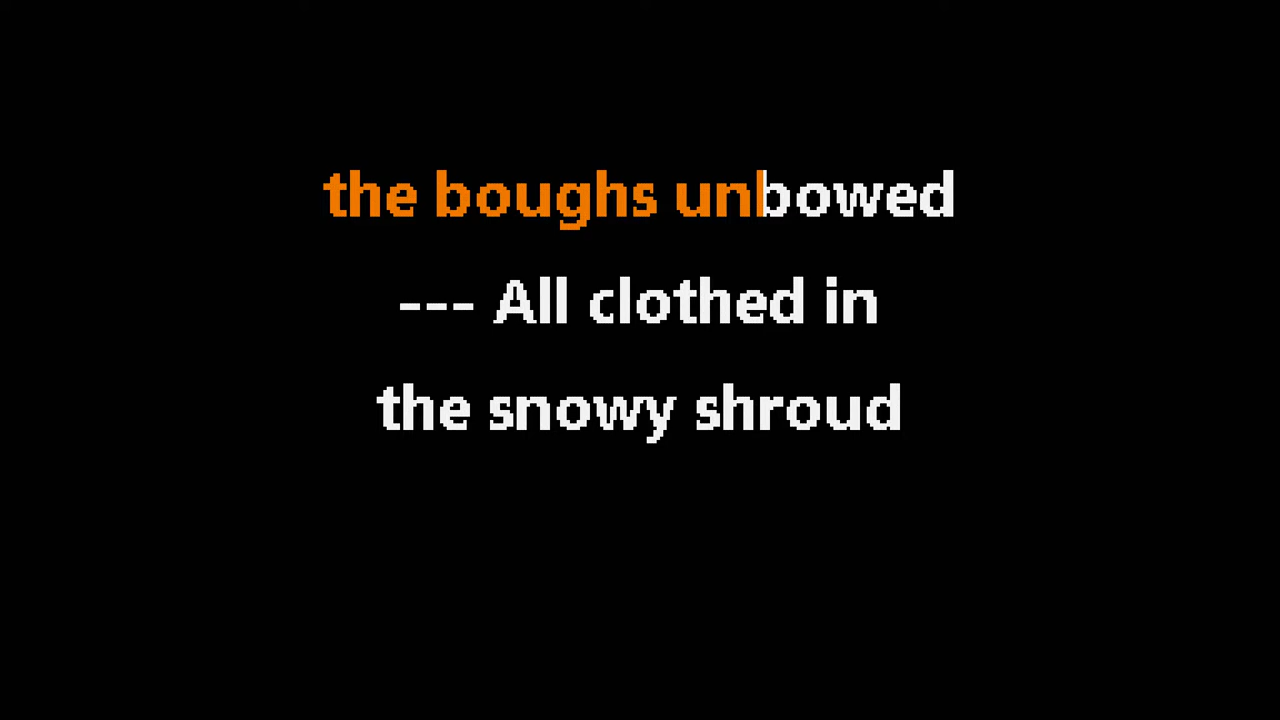 the boughs unbowed
--- All clothed in
the snowy shroud